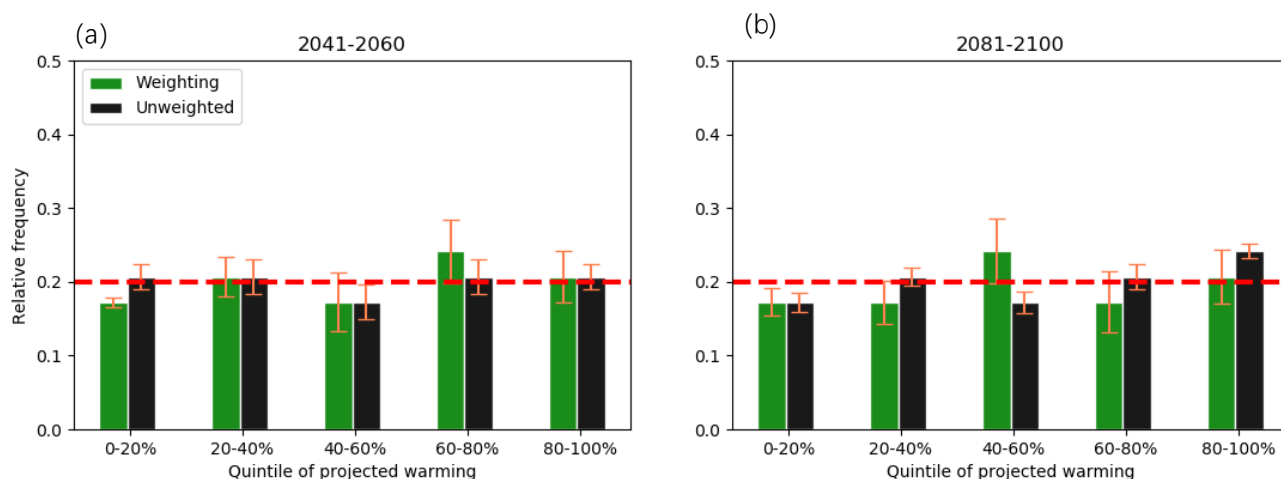 (a)
2041-2060
0.5
0.4
0.3
0.2
0.1
0.0
Relative frequency
Weighting
Unweighted
0-20% 20-40% 40-60% 60-80% 80-100%
Quintile of projected warming
(b)
2081-2100
0.5
0.4
0.3
0.2
0.1
0.0
0-20% 20-40% 40-60% 60-80% 80-100%
Quintile of projected warming